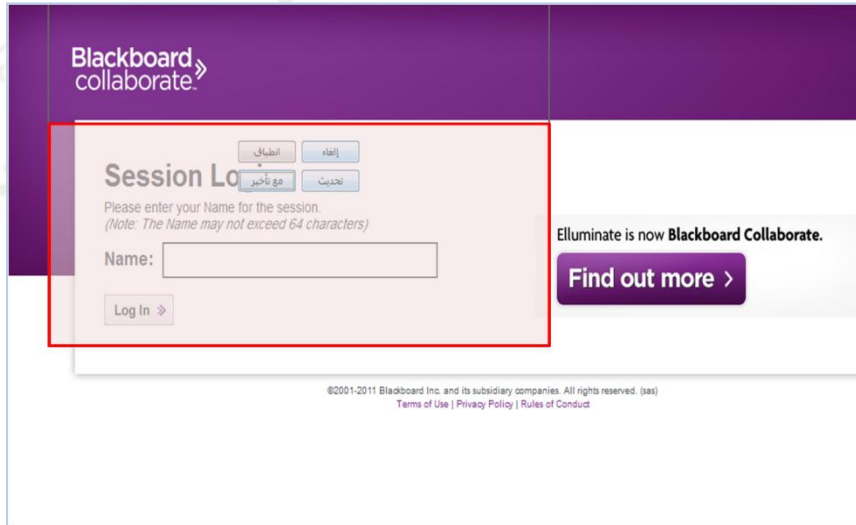 Blackboard
collaborate™
انطباق إلغاء
Session Lo
مع تأخير تحديث
Please enter your Name for the session.
(Note: The Name may not exceed 64 characters)
Name:
Log In »
Elluminate is now Blackboard Collaborate.
Find out more >
©2001-2011 Blackboard Inc. and its subsidiary companies. All rights reserved. (sas)
Terms of Use | Privacy Policy | Rules of Conduct